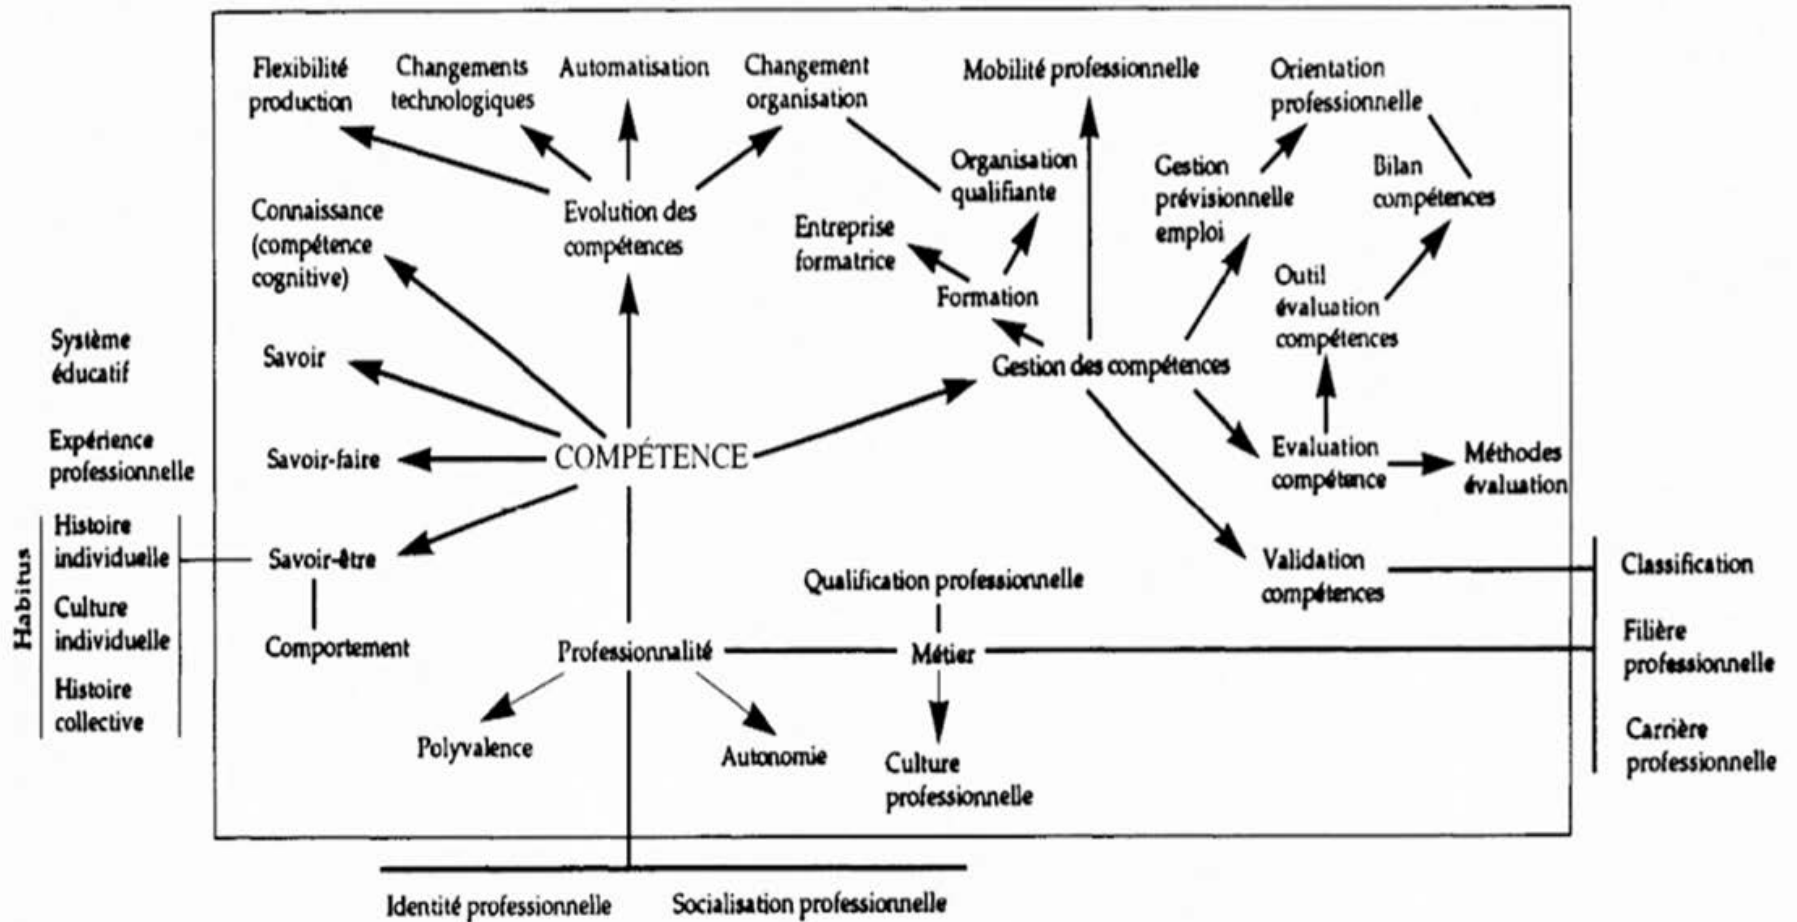 Flexibilité
production
Changements
technologiques
Automatisation
Changement
organisation
Mobilité professionnelle
Orientation
professionnelle
Organisation
qualifiante
Gestion
prévisionnelle
emploi
Bilan
compétences
Connaissance
(compétence
cognitive)
Evolution des
compétences
Entreprise
formatrice
Formation
Outil
évaluation
compétences
Système
éducatif
Savoir
Gestion des compétences
Expérience
professionnelle
Savoir-faire
COMPÉTENCE
Evaluation
compétence
Méthodes
évaluation
Habitus
Histoire
individuelle
Culture
individuelle
Histoire
collective
Savoir-être
Comportement
Qualification professionnelle
Validation
compétences
Classification
Filière
professionnelle
Carrière
professionnelle
Professionnalité
Métier
Polyvalence
Autonomie
Culture
professionnelle
Identité professionnelle
Socialisation professionnelle